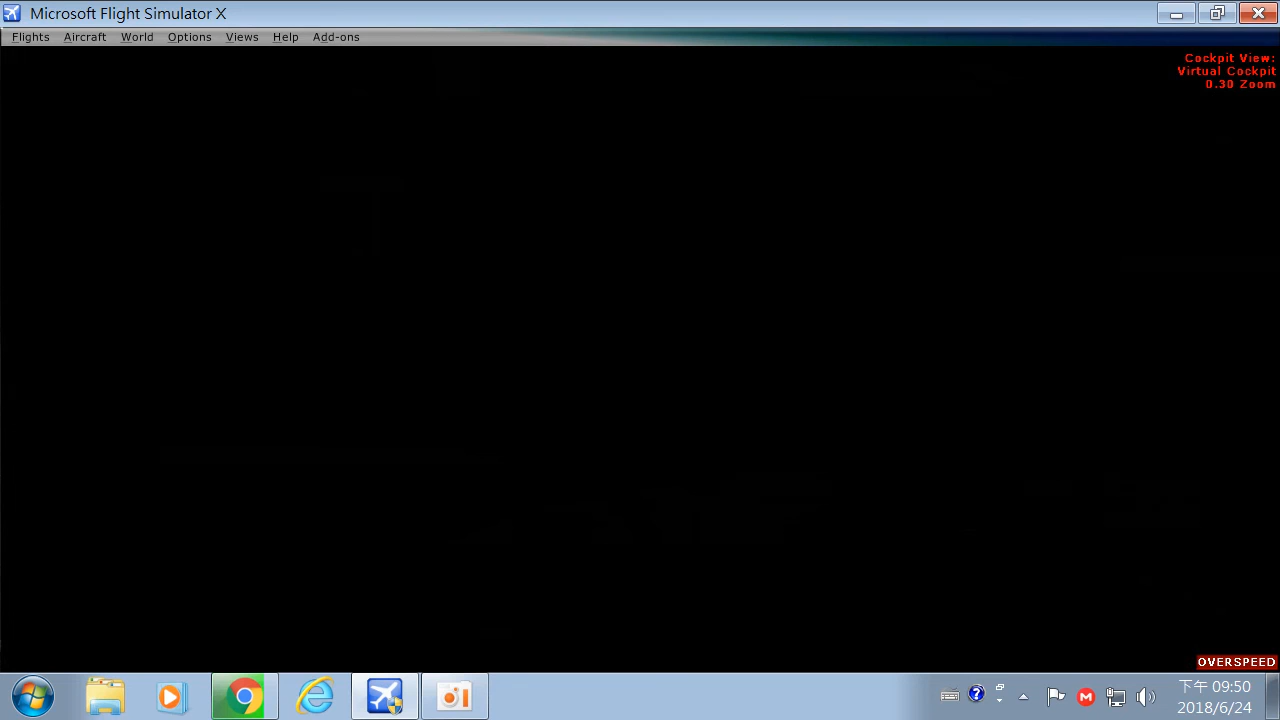 Microsoft Flight Simulator X
Flights Aircraft World Options Views Help Add-ons
Cockpit View:
Virtual Cockpit
0.30 Zoom
OVERSPEED
下午 09:50
2018/6/24